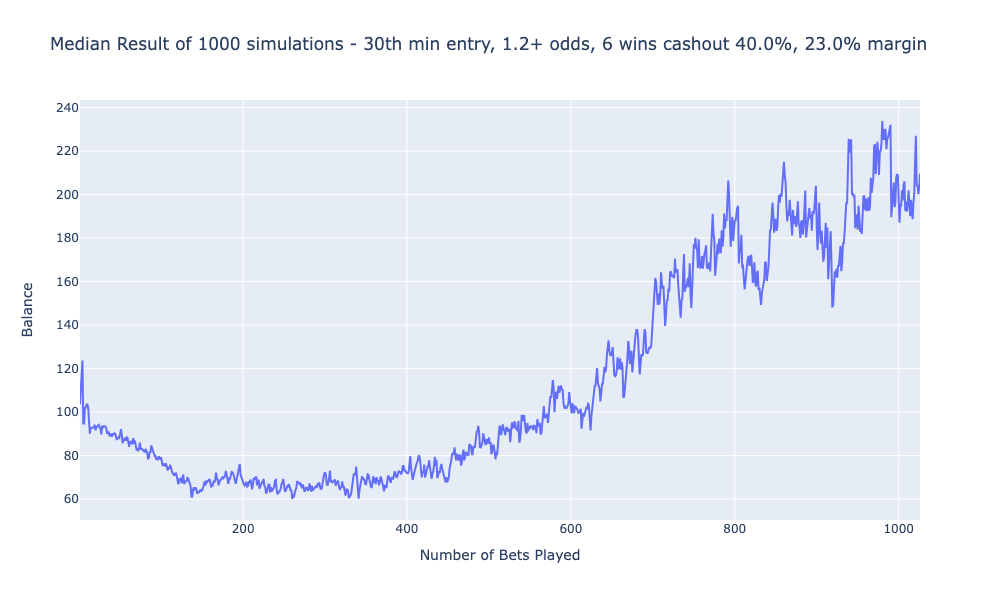 Median Result of 1000 simulations - 30th min entry, 1.2+ odds, 6 wins cashout 40.0%, 23.0% margin
240
220
200
180
160
140
120
100
80
60
Balance
200 400 600 800 1000
Number of Bets Played